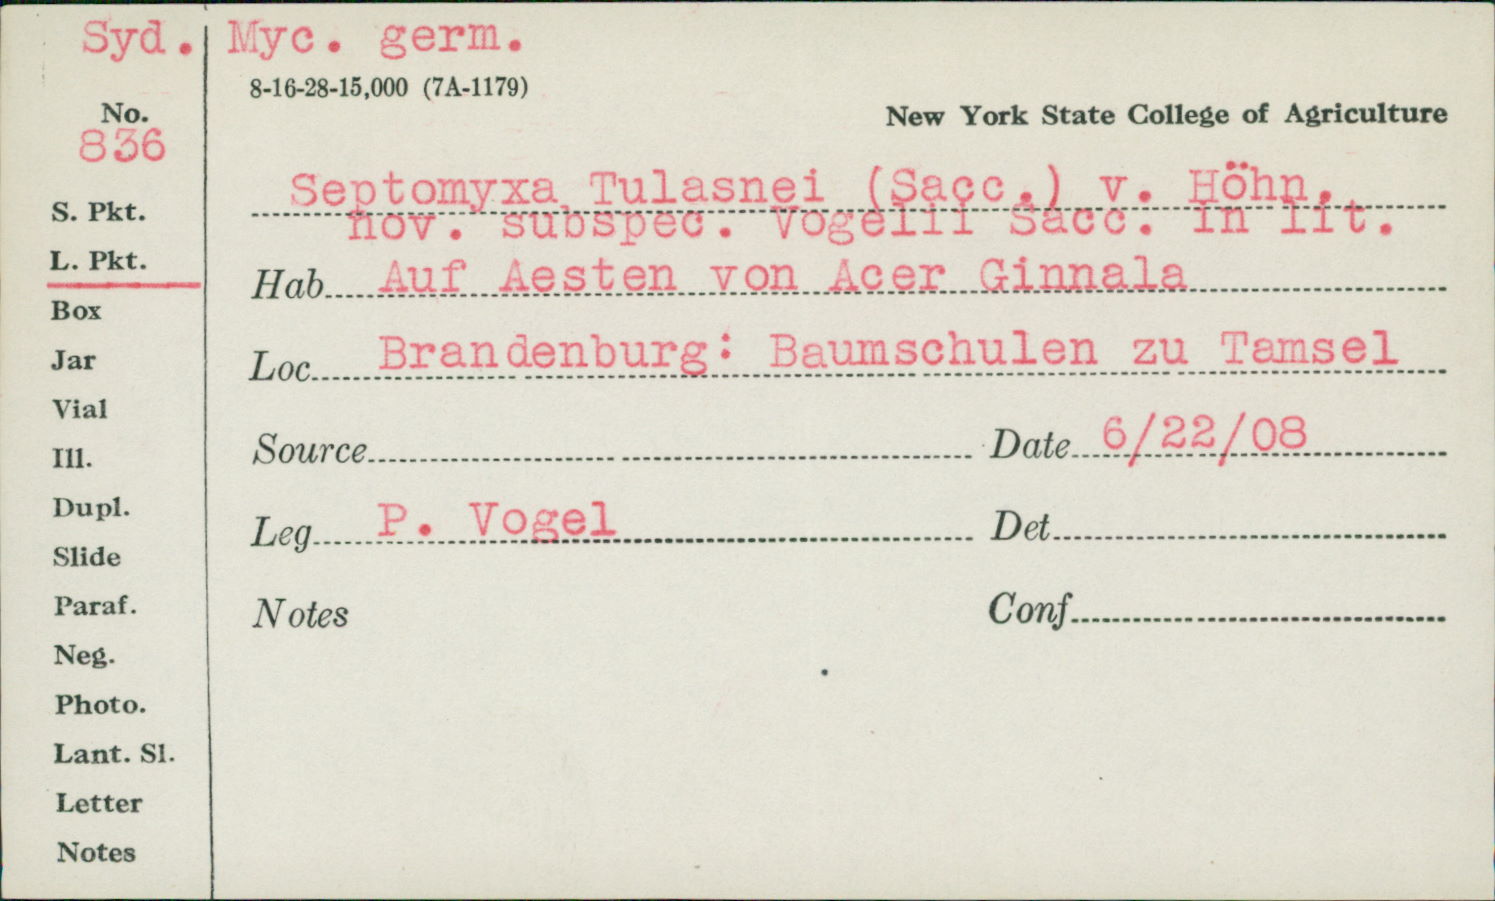 Syd. Myc. germ.
8-16-28-15,000 (7A-1179)
New York State College of Agriculture
No.
836
Septomyxa Tulasnei (Sacc.) v. Höhn.
nov. subspec. Vogelii Sacc. in lit.
S. Pkt.
L. Pkt.
Hab. Auf Aesten von Acer Ginnala
Box
Jar
Loc. Brandenburg: Baumschulen zu Tamsel
Vial
Ill.
Source Date 6/22/08
Dupl.
Leg. P. Vogel Det.
Slide
Paraf.
Notes Conf.
Neg.
Photo.
Lant. Sl.
Letter
Notes